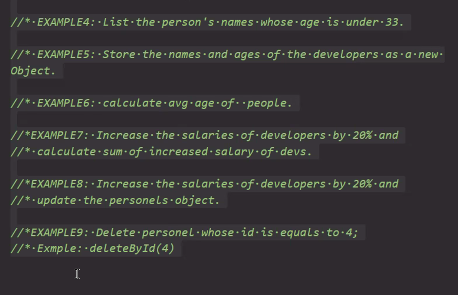 //* EXAMPLE4: List the person's names whose age is under 33.
//* EXAMPLE5: Store the names and ages of the developers as a new
Object.
//* EXAMPLE6: calculate avg age of  people.
//*EXAMPLE7: Increase the salaries of developers by 20% and
//* calculate sum of increased salary of devs.
//*EXAMPLE8: Increase the salaries of developers by 20% and
//* update the personels object.
//*EXAMPLE9: Delete personel whose id is equals to 4;
//* Exmple: deleteById(4)